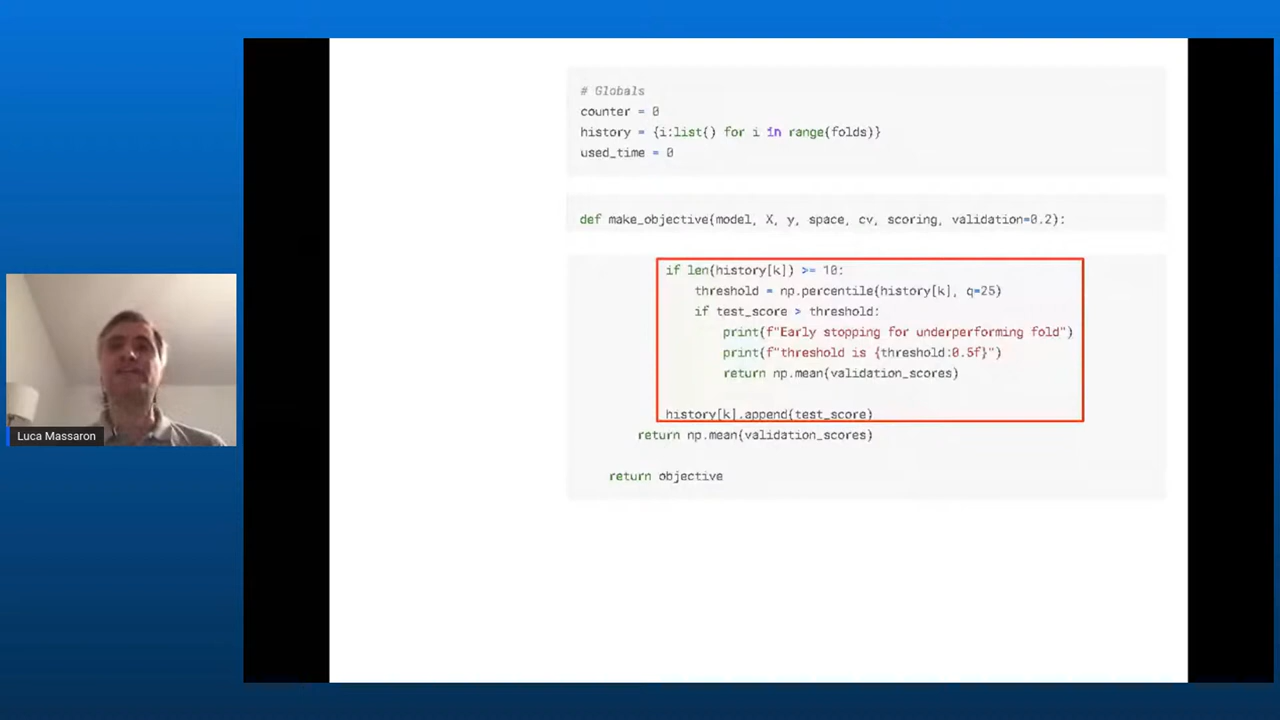 # Globals
counter = 0
history = {i:list() for i in range(folds)}
used_time = 0
def make_objective(model, X, y, space, cv, scoring, validation=0.2):
if len(history[k]) >= 10:
threshold = np.percentile(history[k], q=25)
if test_score > threshold:
print(f"Early stopping for underperforming fold")
print(f"threshold is {threshold:0.5f}")
return np.mean(validation_scores)
history[k].append(test_score)
return np.mean(validation_scores)
return objective
Luca Massaron